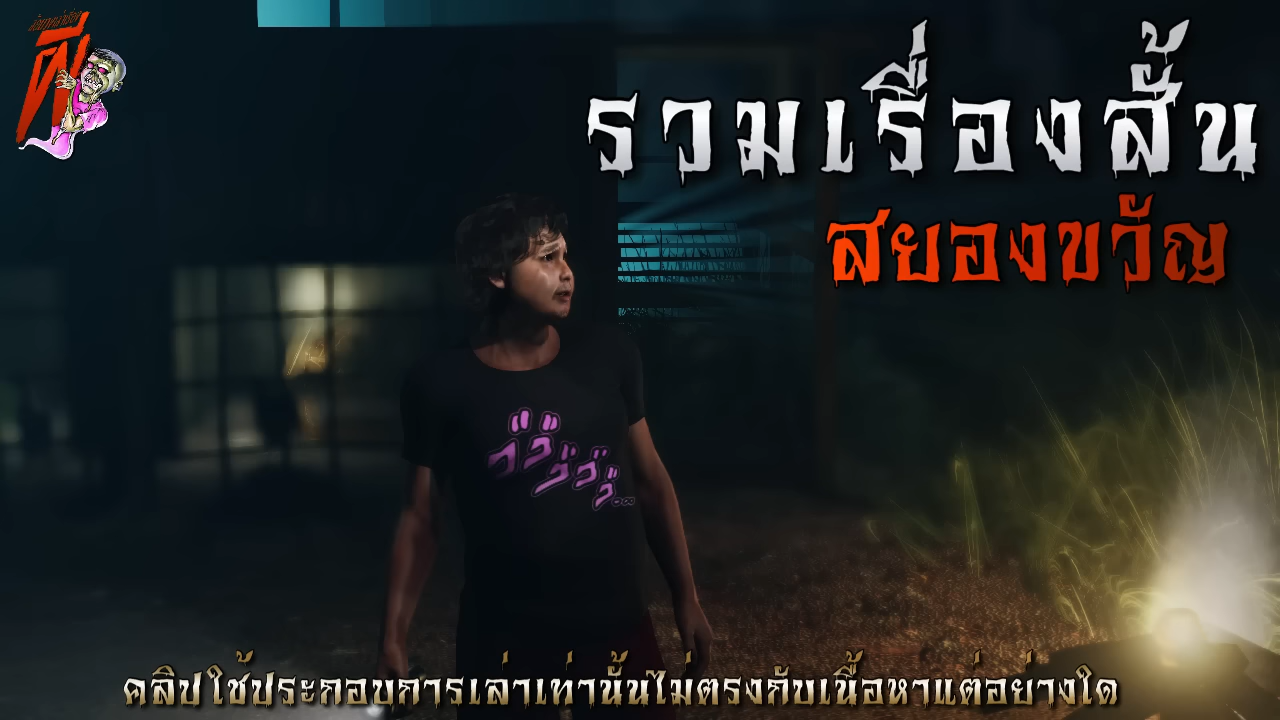 ผี
รวมเรื่องสั้น
สยองขวัญ
คลิปใช้ประกอบการเล่าเท่านั้นไม่ตรงกับเนื้อหาแต่อย่างใด